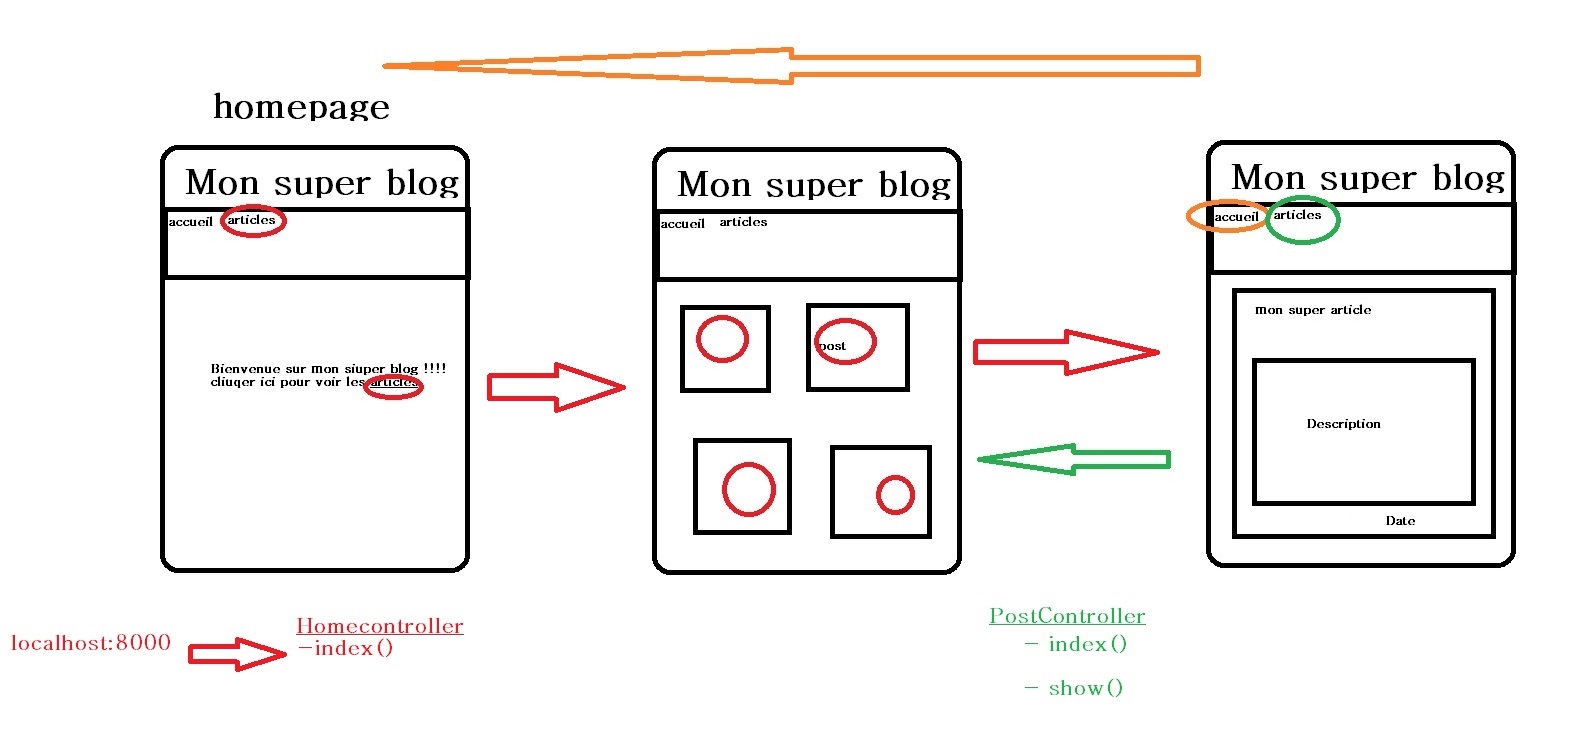 homepage
Mon super blog
accueil articles
Bienvenue sur mon siuper blog !!!!
cliuqer ici pour voir les articles
Mon super blog
accueil articles
post
Mon super blog
accueil articles
mon super article
Description
Date
localhost:8000
Homecontroller
-index()
PostController
- index()
- show()